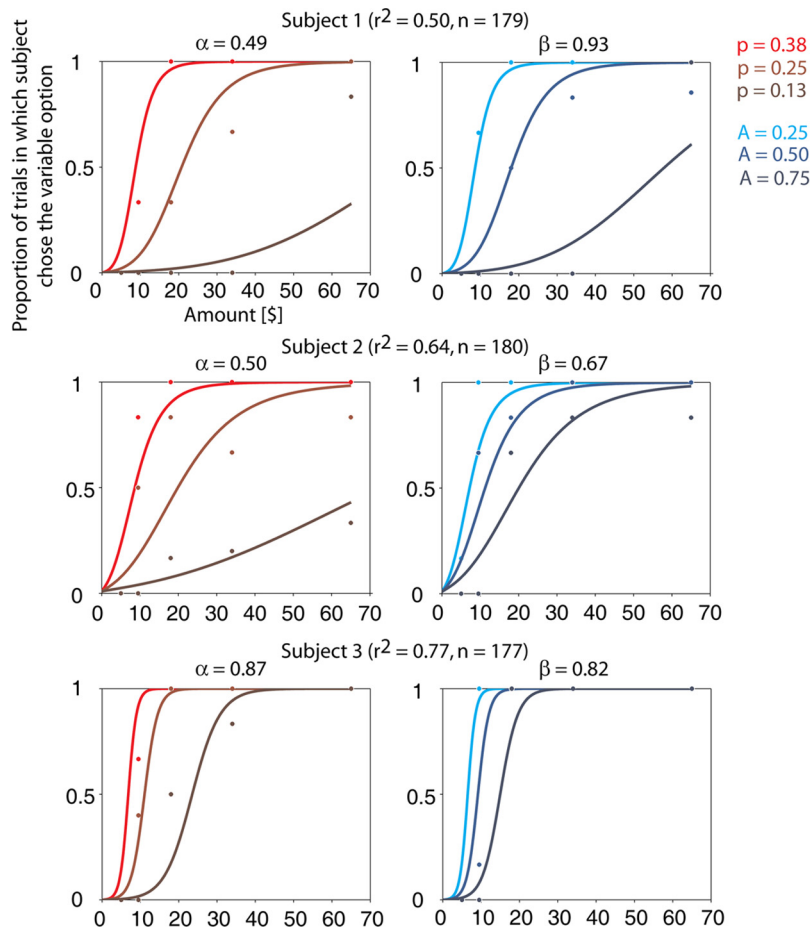 Subject 1 (r2 = 0.50, n = 179)
α = 0.49
β = 0.93
p = 0.38
p = 0.25
p = 0.13
A = 0.25
A = 0.50
A = 0.75
Proportion of trials in which subject
chose the variable option
1
0.5
0
0 10 20 30 40 50 60 70
Amount [$]
1
0.5
0
0 10 20 30 40 50 60 70
Subject 2 (r2 = 0.64, n = 180)
α = 0.50
β = 0.67
1
0.5
0
0 10 20 30 40 50 60 70
1
0.5
0
0 10 20 30 40 50 60 70
Subject 3 (r2 = 0.77, n = 177)
α = 0.87
β = 0.82
1
0.5
0
0 10 20 30 40 50 60 70
1
0.5
0
0 10 20 30 40 50 60 70